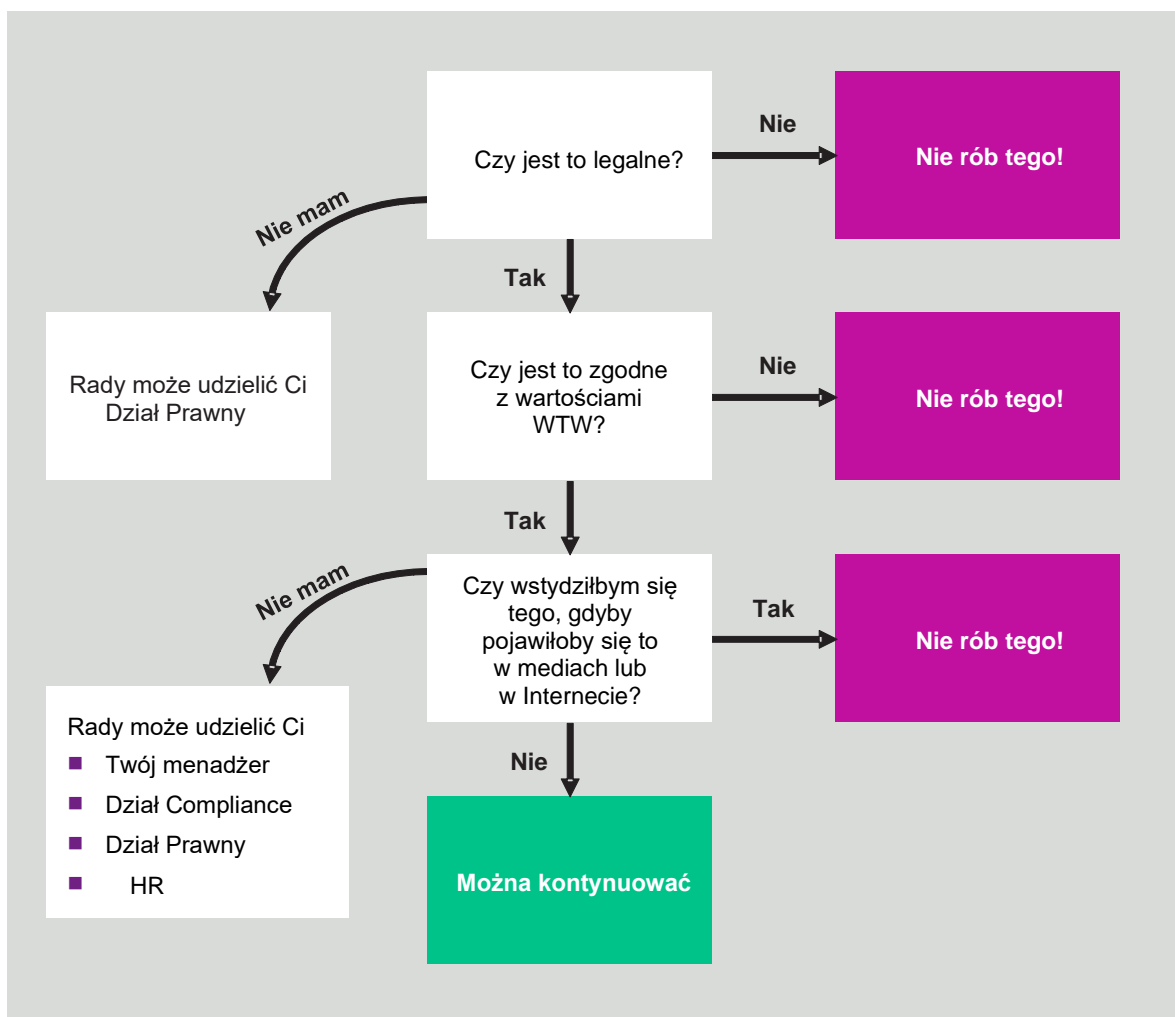 Czy jest to legalne?
Nie
Nie rób tego!
Nie mam
Tak
Rady może udzielić Ci
Dział Prawny
Czy jest to zgodne
z wartościami
WTW?
Nie
Nie rób tego!
Tak
Nie mam
Czy wstydziłbym się
tego, gdyby
pojawiłoby się to
w mediach lub
w Internecie?
Tak
Nie rób tego!
Rady może udzielić Ci
Twój menadżer
Dział Compliance
Dział Prawny
HR
Nie
Można kontynuować